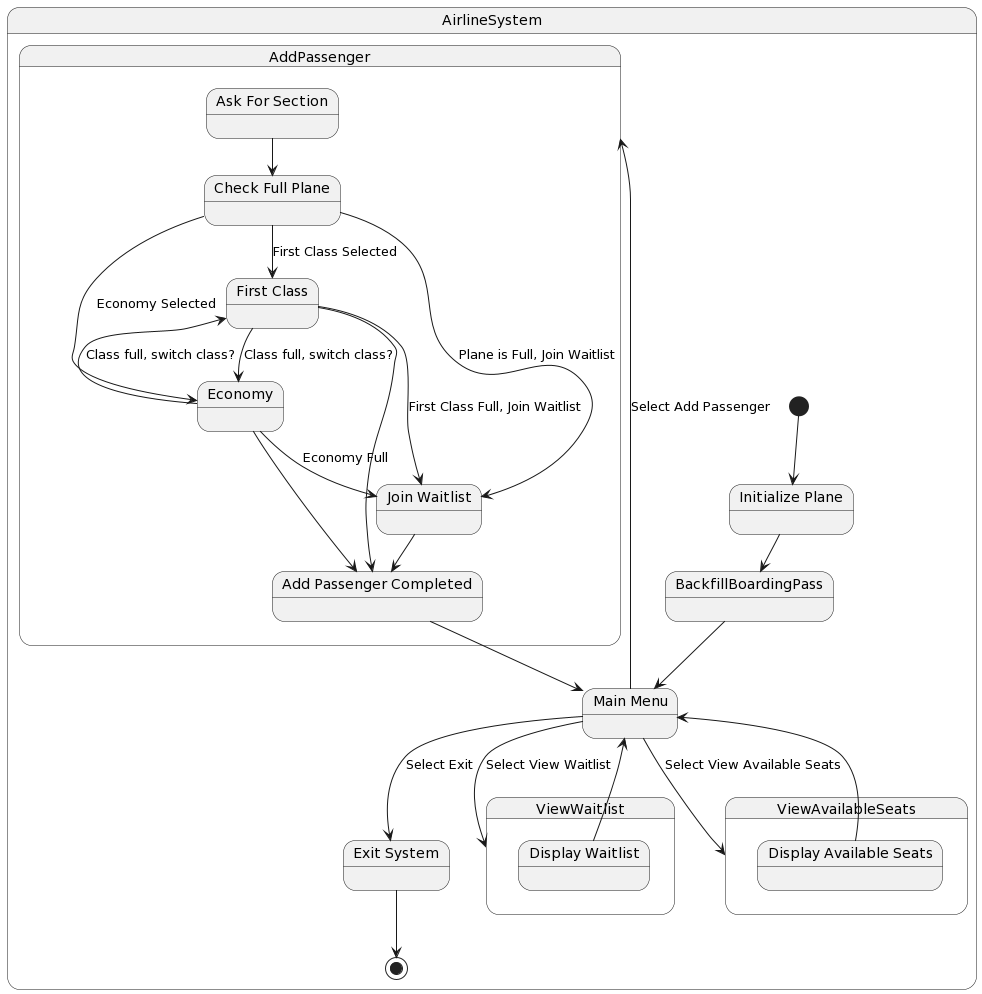 AirlineSystem
AddPassenger
Ask For Section
Check Full Plane
First Class Selected
First Class
Economy Selected
Class full, switch class?
Class full, switch class?
Plane is Full, Join Waitlist
Economy
First Class Full, Join Waitlist
Select Add Passenger
Economy Full
Join Waitlist
Initialize Plane
Add Passenger Completed
BackfillBoardingPass
Main Menu
Select Exit
Select View Waitlist
Select View Available Seats
ViewWaitlist
ViewAvailableSeats
Exit System
Display Waitlist
Display Available Seats